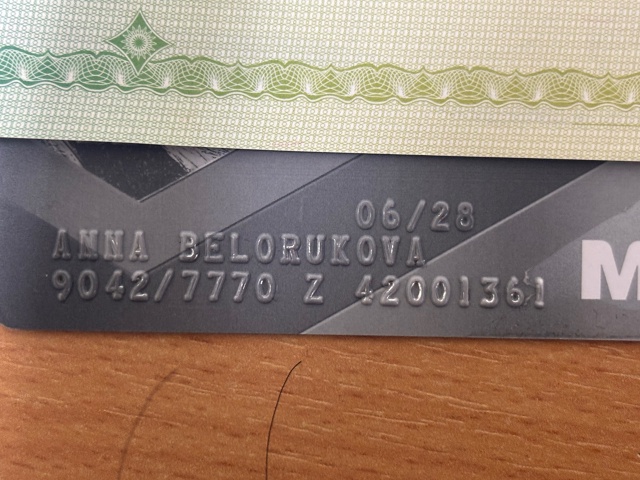 06/28
ANNA BELORUKOVA
9042/7770 Z 42001361
M